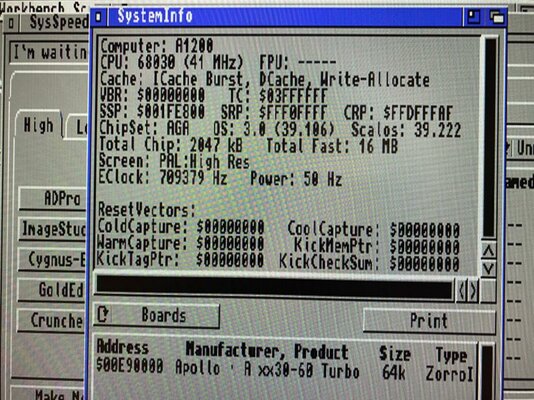 Workbench Sc
SysSpeed
SystemInfo
I'm waitin
Computer: A1200
CPU: 68030 (41 MHz) FPU: -----
Cache: ICache Burst, DCache, Write-Allocate
VBR: $00000000 TC: $03FFFFFF
SSP: $001FE800 SRP: $FFF0FFFF CRP: $FFDFFFAF
ChipSet: AGA OS: 3.0 (39.106) Scalos: 39.222
Total Chip: 2047 kB Total Fast: 16 MB
Screen: PAL:High Res
EClock: 709379 Hz Power: 50 Hz
ResetVectors:
ColdCapture: $00000000 CoolCapture: $00000000
WarmCapture: $00000000 KickMemPtr: $00000000
KickTagPtr: $00000000 KickCheckSum: $00000000
High
ADPro
ImageStud
Cygnus-E
GoldEd
Crunche
Make No
Boards
Print
Address Manufacturer, Product Size Type
$00E90000 Apollo · A xx30-60 Turbo 64k ZorroI